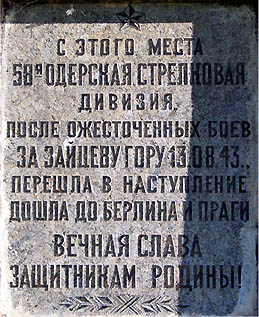 С ЭТОГО МЕСТА
58Я ОДЕРСКАЯ СТРЕЛКОВАЯ
ДИВИЗИЯ,
ПОСЛЕ ОЖЕСТОЧЕННЫХ БОЕВ
ЗА ЗАЙЦЕВУ ГОРУ 13.08.43.,
ПЕРЕШЛА В НАСТУПЛЕНИЕ
ДОШЛА ДО БЕРЛИНА И ПРАГИ
ВЕЧНАЯ СЛАВА
ЗАЩИТНИКАМ РОДИНЫ!